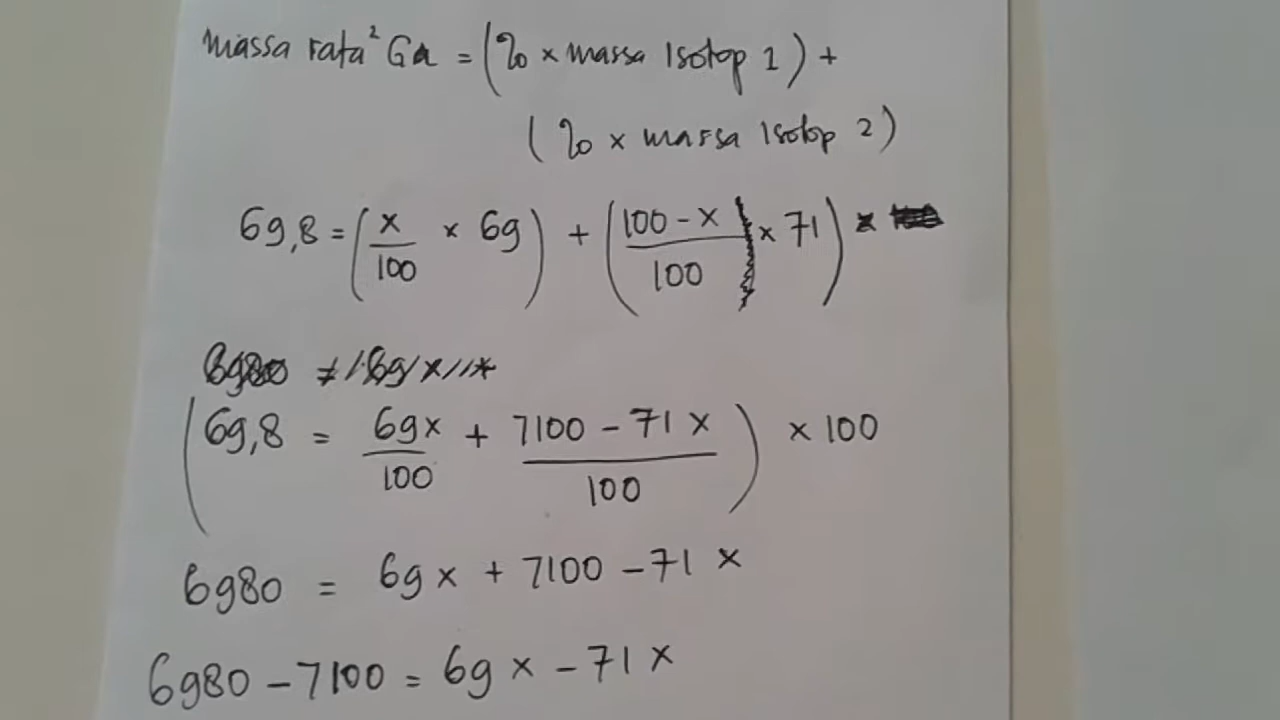 massa rata² Ga = (% × massa Isotop 1) +
(% × massa Isotop 2)
69,8 = (x/100 × 69) + (100 - x/100 × 71) ×
(69,8 = 69x/100 + 7100 - 71x/100) × 100
6980 = 69x + 7100 - 71x
6980 - 7100 = 69x - 71x